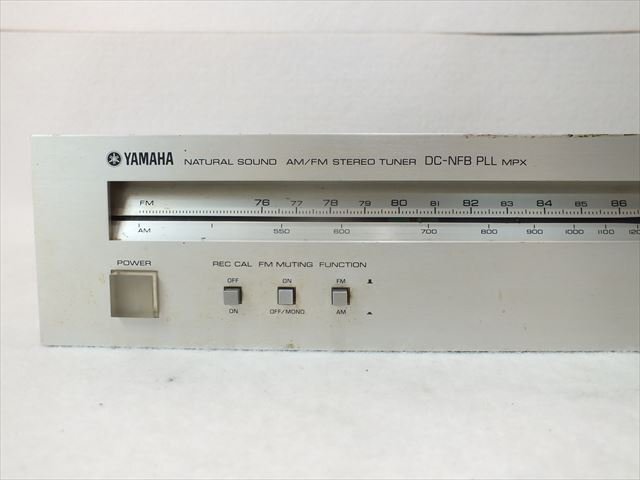 YAMAHA NATURAL SOUND AM/FM STEREO TUNER DC-NFB PLL MPX
FM 76 77 78 79 80 81 82 83 84 85 86
AM 550 600 700 800 900 1000 1100 120
POWER REC CAL FM MUTING FUNCTION
OFF ON FM
ON OFF/MONO AM